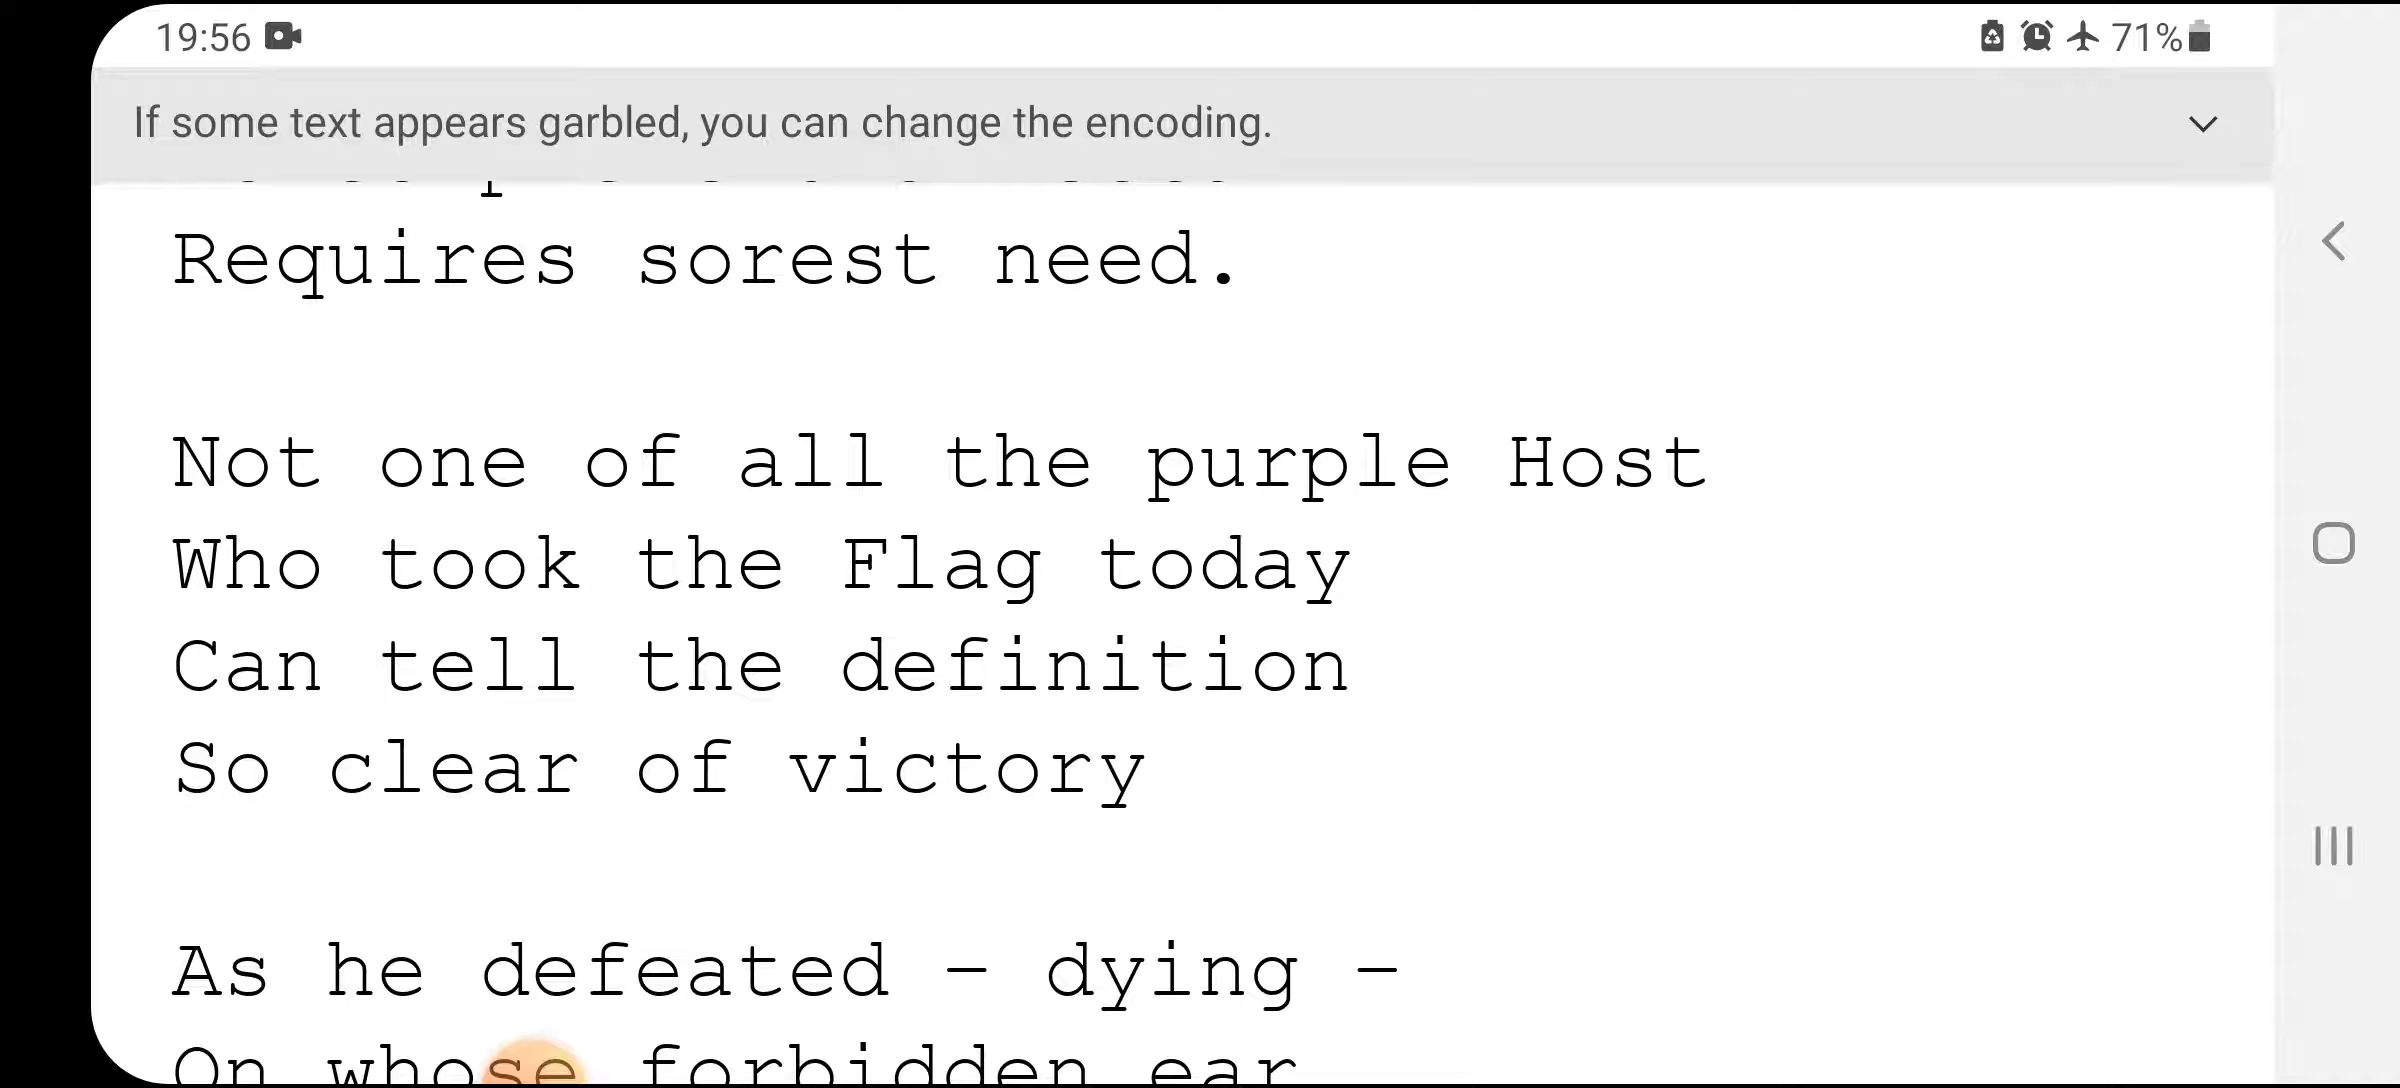 19:56 71%
If some text appears garbled, you can change the encoding.
Requires sorest need.
Not one of all the purple Host
Who took the Flag today
Can tell the definition
So clear of victory
As he defeated - dying -
On whose forbidden ear